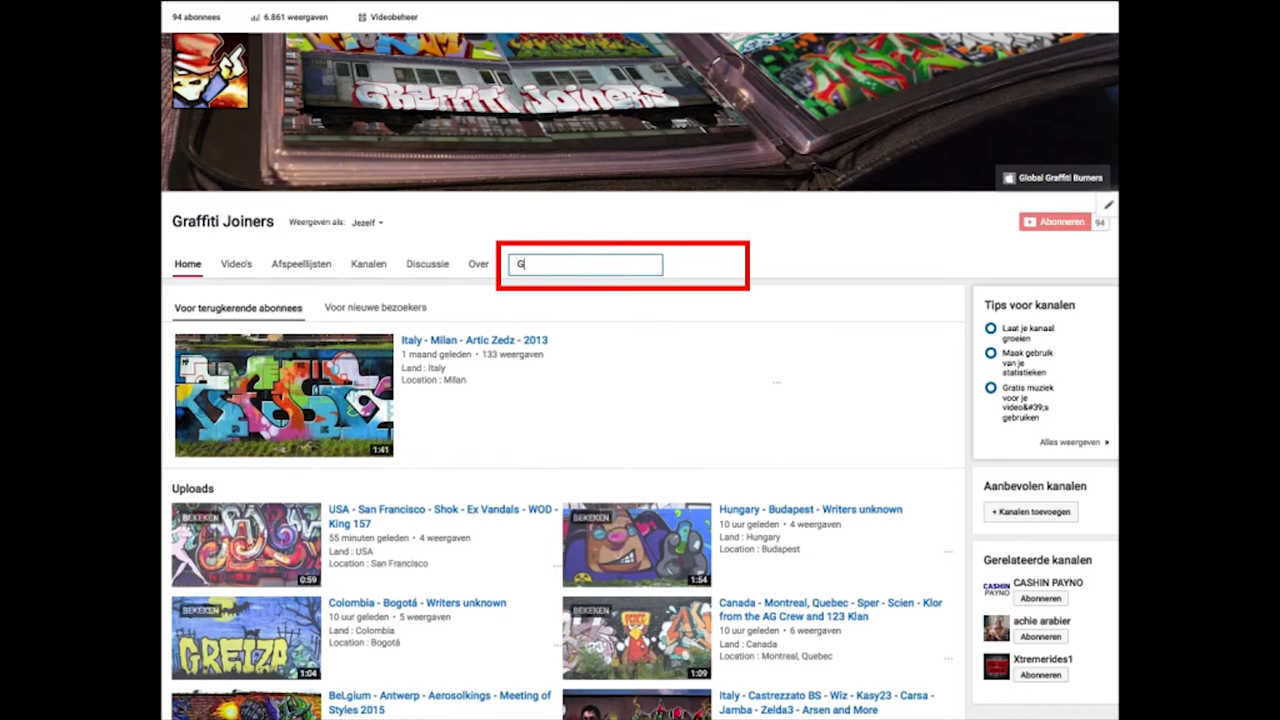 94 abonnees 6.861 weergaven Videobeheer
GRAFFITI JOINERS
Global Graffiti Burners
Graffiti Joiners Weergeven als: Jezelf
Abonneren 94
Home Video's Afspeellijsten Kanalen Discussie Over G
Voor terugkerende abonnees Voor nieuwe bezoekers
Italy - Milan - Artic Zedz - 2013
1 maand geleden • 133 weergaven
Land : Italy
Location : Milan
...
1:41
Tips voor kanalen
Laat je kanaal
groeien
Maak gebruik
van je
statistieken
Gratis muziek
voor je
video&#39;s
gebruiken
Alles weergeven »
Uploads
BEKEKEN
0:59
USA - San Francisco - Shok - Ex Vandals - WOD -
King 157
55 minuten geleden • 4 weergaven
Land : USA
Location : San Francisco
...
BEKEKEN
1:54
Hungary - Budapest - Writers unknown
10 uur geleden • 4 weergaven
Land : Hungary
Location : Budapest
...
BEKEKEN
GREIZA
1:04
Colombia - Bogotá - Writers unknown
10 uur geleden • 5 weergaven
Land : Colombia
Location : Bogotá
...
BEKEKEN
1:09
Canada - Montreal, Quebec - Sper - Scien - Klor
from the AG Crew and 123 Klan
10 uur geleden • 6 weergaven
Land : Canada
Location : Montreal, Quebec
...
BeLgium - Antwerp - Aerosolkings - Meeting of
Styles 2015
Italy - Castrezzato BS - Wiz - Kasy23 - Carsa -
Jamba - Zelda3 - Arsen and More
Aanbevolen kanalen
+ Kanalen toevoegen
Gerelateerde kanalen
CASHIN
PAYNO
CASHIN PAYNO
Abonneren
achie arabier
Abonneren
Xtremerides1
Abonneren